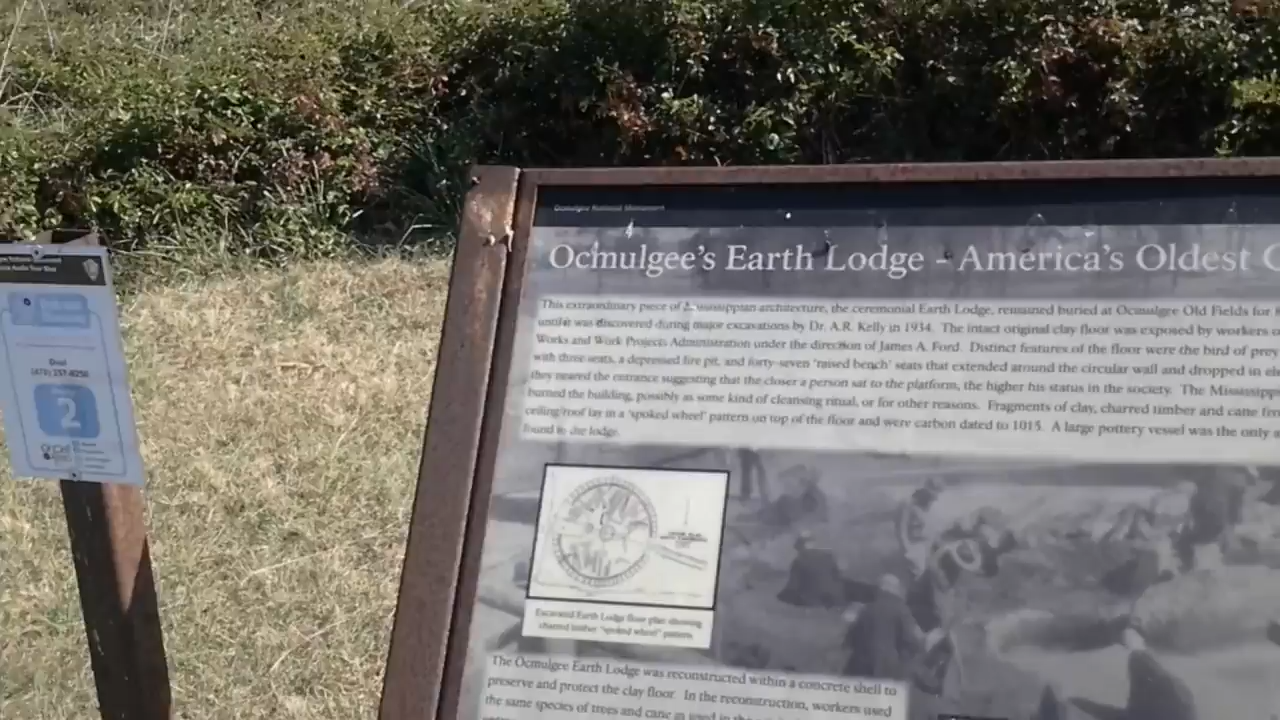 Ocmulgee National Monument
Ocmulgee's Earth Lodge - America's Oldest
This extraordinary piece of Mississippian architecture, the ceremonial Earth Lodge, remained buried at Ocmulgee Old Fields for
until it was discovered during major excavations by Dr. A.R. Kelly in 1934. The intact original clay floor was exposed by workers
Works and Work Projects Administration under the direction of James A. Ford. Distinct features of the floor were the bird of prey
with three seats, a depressed fire pit, and forty-seven 'raised bench' seats that extended around the circular wall and dropped in
they neared the entrance suggesting that the closer a person sat to the platform, the higher his status in the society. The Mississipp
burned the building, possibly as some kind of cleansing ritual, or for other reasons. Fragments of clay, charred timber and cane
ceiling/roof lay in a 'spoked wheel' pattern on top of the floor and were carbon dated to 1015. A large pottery vessel was the only
found in the lodge.
Dial
(478) 257-8250
2
Excavated Earth Lodge floor plan showing
charred timber "spoked wheel" pattern.
The Ocmulgee Earth Lodge was reconstructed within a concrete shell to
preserve and protect the clay floor. In the reconstruction, workers used
the same species of trees and cane as used in the